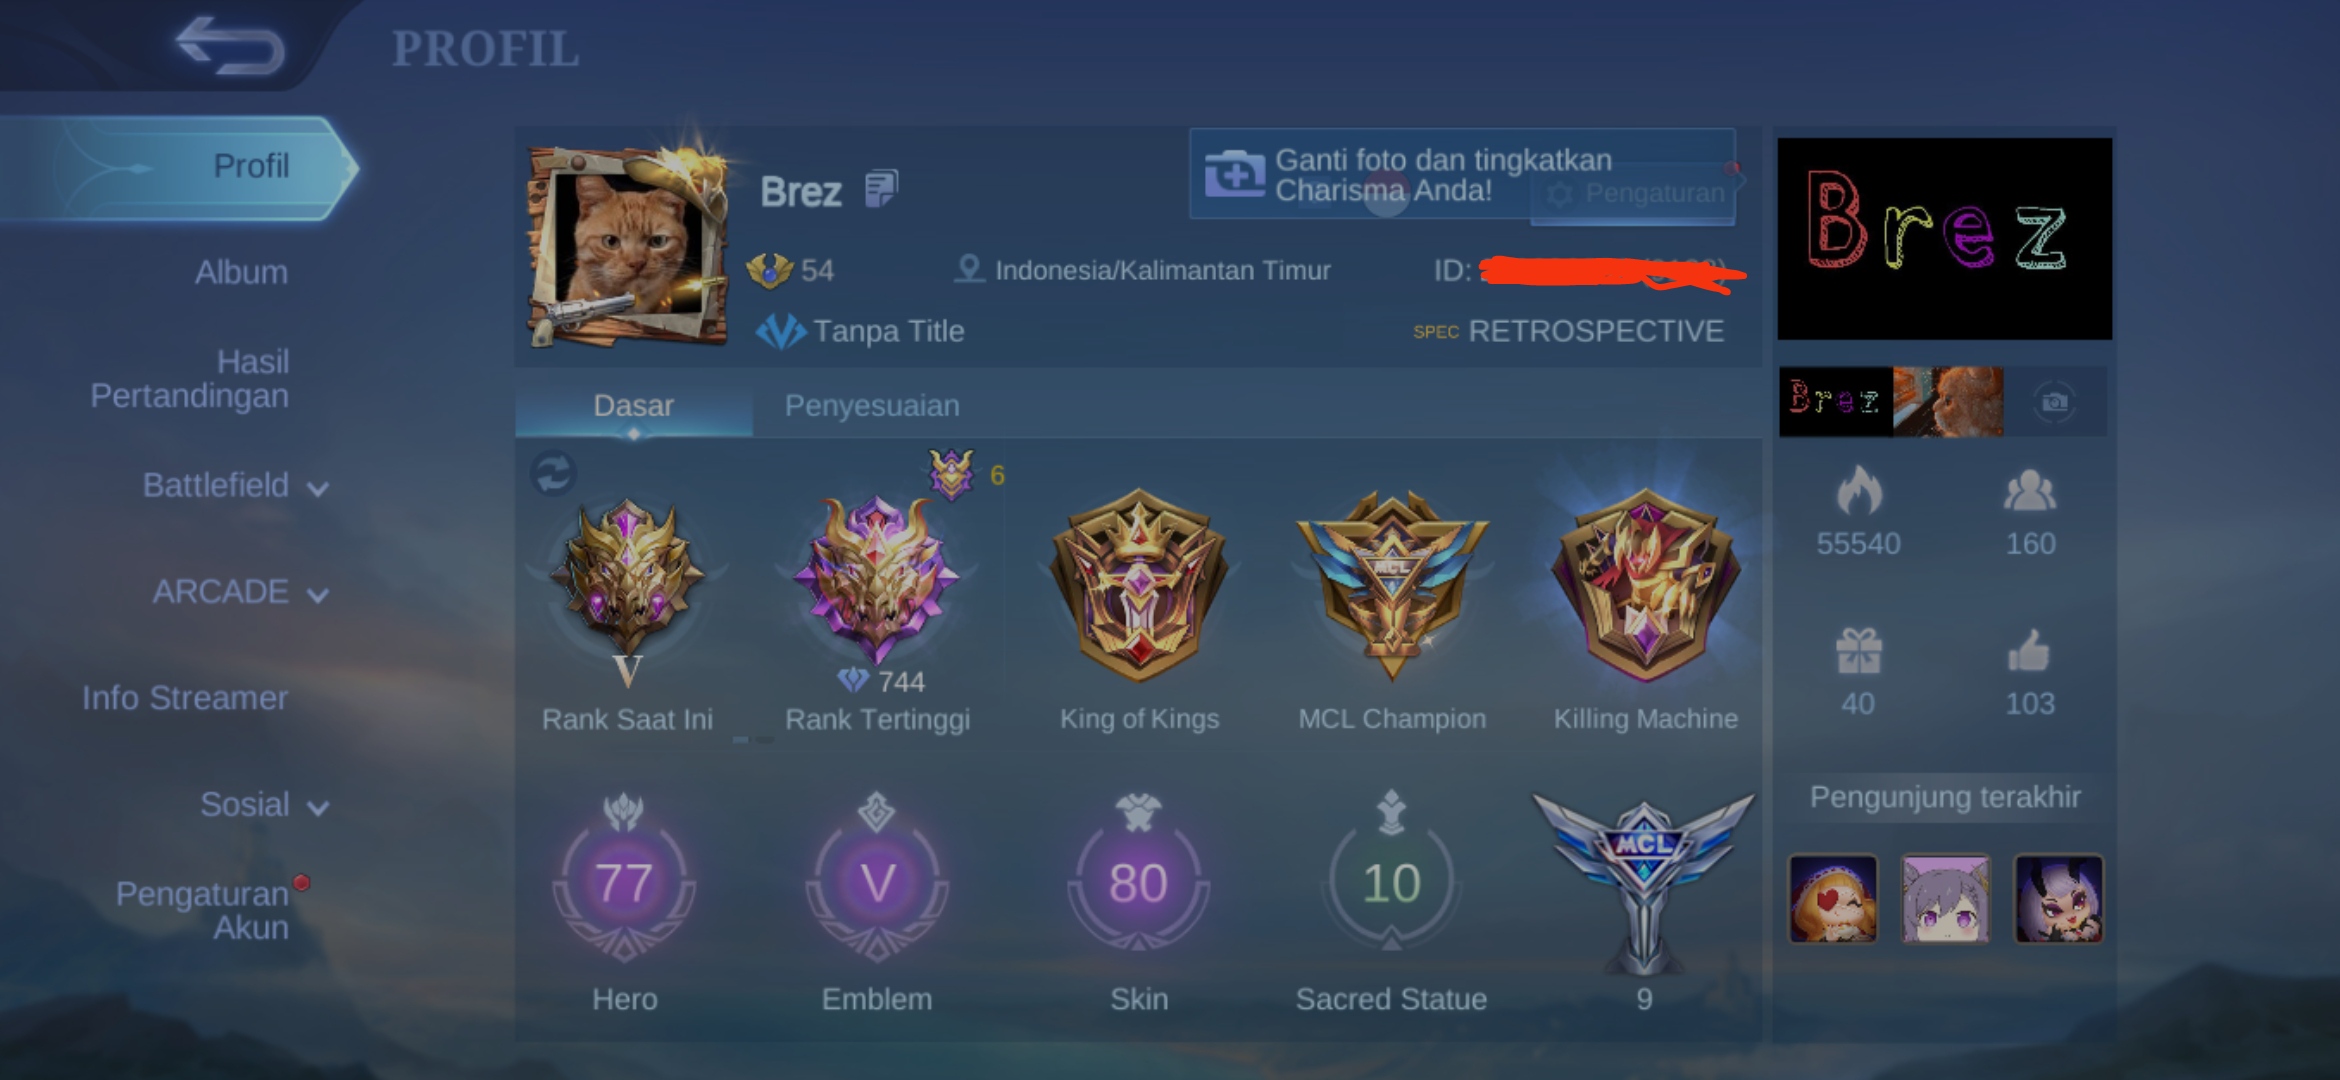 PROFIL
Profil
Album
Hasil
Pertandingan
Battlefield
ARCADE
Info Streamer
Sosial
Pengaturan
Akun
Brez
Ganti foto dan tingkatkan
Charisma Anda!
Pengaturan
54
Indonesia/Kalimantan Timur
ID:
Tanpa Title
SPEC RETROSPECTIVE
Dasar
Penyesuaian
6
V
744
MCL
Rank Saat Ini
Rank Tertinggi
King of Kings
MCL Champion
Killing Machine
77
V
80
10
MCL
Hero
Emblem
Skin
Sacred Statue
9
Brez
Brez
55540
160
40
103
Pengunjung terakhir